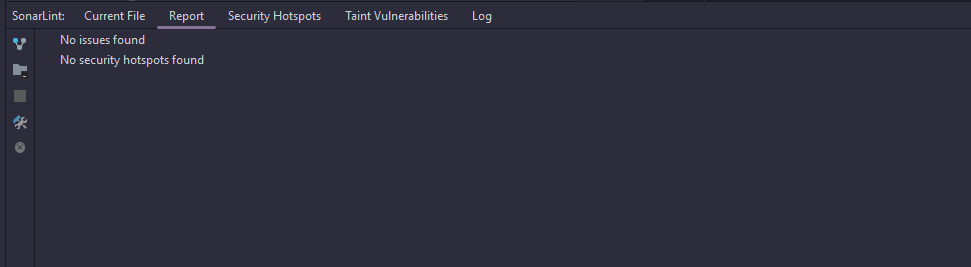 SonarLint: Current File Report Security Hotspots Taint Vulnerabilities Log
No issues found
No security hotspots found